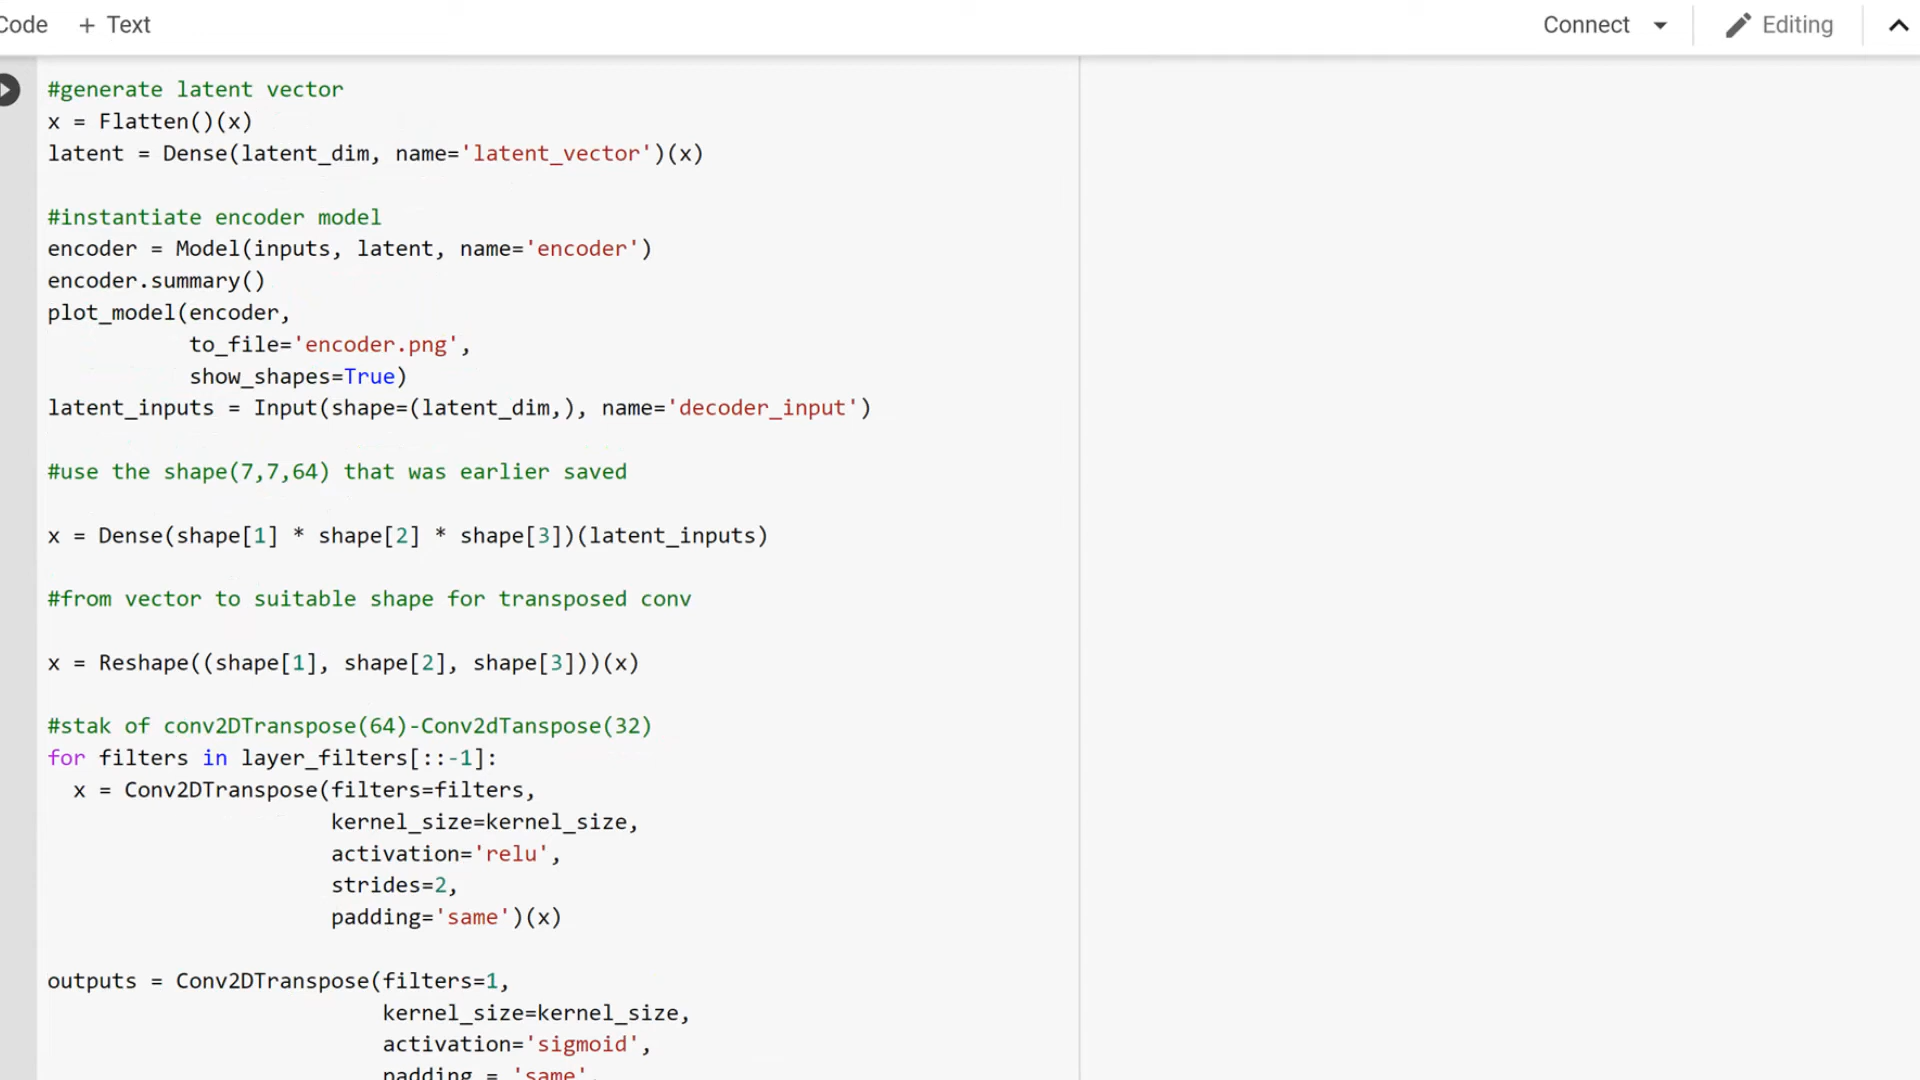 Code + Text Connect Editing
#generate latent vector
x = Flatten()(x)
latent = Dense(latent_dim, name='latent_vector')(x)
#instantiate encoder model
encoder = Model(inputs, latent, name='encoder')
encoder.summary()
plot_model(encoder,
to_file='encoder.png',
show_shapes=True)
latent_inputs = Input(shape=(latent_dim,), name='decoder_input')
#use the shape(7,7,64) that was earlier saved
x = Dense(shape[1] * shape[2] * shape[3])(latent_inputs)
#from vector to suitable shape for transposed conv
x = Reshape((shape[1], shape[2], shape[3]))(x)
#stak of conv2DTranspose(64)-Conv2dTanspose(32)
for filters in layer_filters[::-1]:
x = Conv2DTranspose(filters=filters,
kernel_size=kernel_size,
activation='relu',
strides=2,
padding='same')(x)
outputs = Conv2DTranspose(filters=1,
kernel_size=kernel_size,
activation='sigmoid',
padding = 'same',